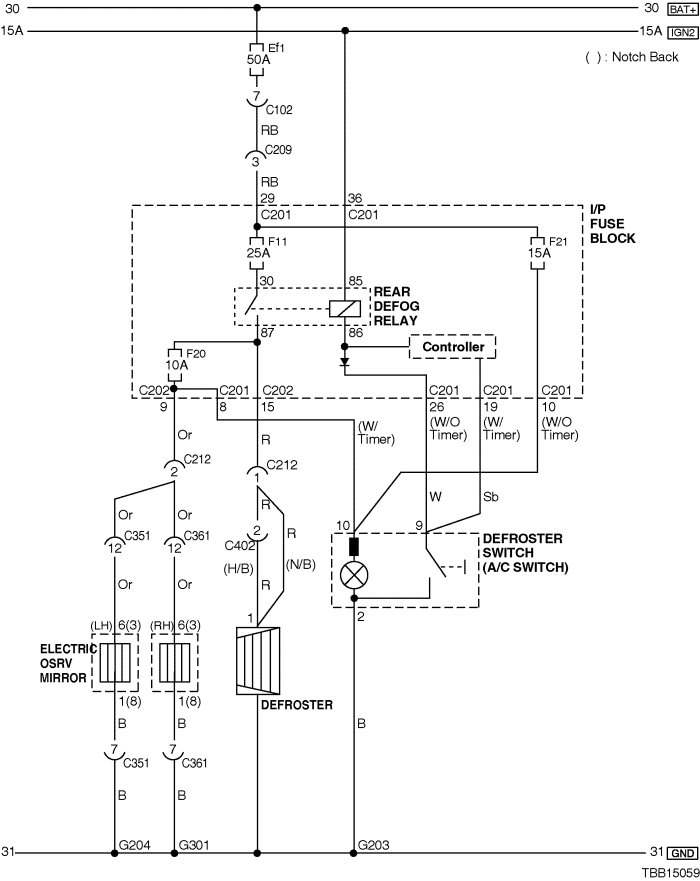 30 30 BAT+
15A 15A IGN2
Ef1
50A
( ) : Notch Back
7
C102
RB
C209
3
RB
29 36
C201 C201
I/P
FUSE
BLOCK
F11
25A
F21
15A
30 85
REAR
DEFOG
RELAY
87 86
Controller
F20
10A
C202 C201 C202 C201 C201 C201
9 8 15 26 19 10
(W/
Timer)
(W/O
Timer)
(W/
Timer)
(W/O
Timer)
Or R
C212 C212
2 1
R W Sb
Or Or
C351 C361
12 12
2
C402
R
10 9
DEFROSTER
SWITCH
(A/C SWITCH)
(H/B) (N/B)
Or Or R
2
(LH) 6(3) (RH) 6(3) 1
ELECTRIC
OSRV
MIRROR
1(8) 1(8)
DEFROSTER
B B B
7 7
C351 C361
B B
G204 G301 G203
31 31 GND
TBB15059